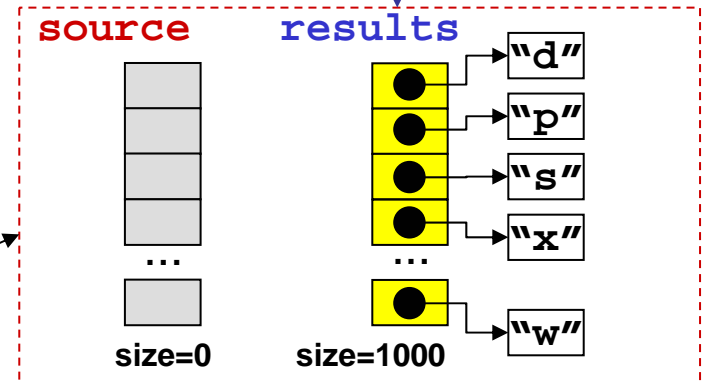 source results
“d”
“p”
“s”
“x”
... ...
“w”
size=0 size=1000